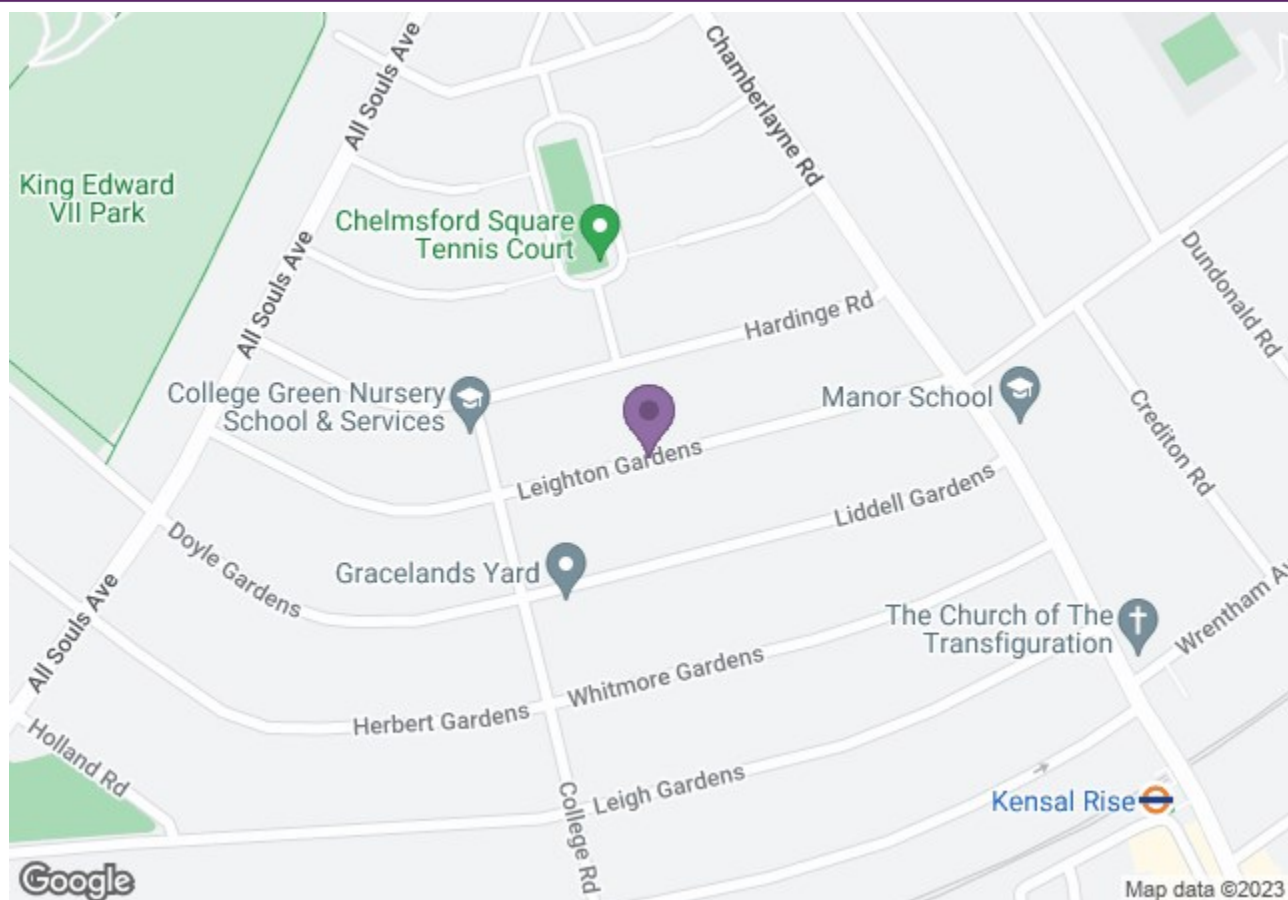 All Souls Ave
Chamberlayne Rd
King Edward
VII Park
Chelmsford Square
Tennis Court
All Souls Ave
Dundonald Rd
Hardinge Rd
College Green Nursery
School & Services
Manor School
Crediton Rd
Leighton Gardens
Liddell Gardens
Doyle Gardens
Gracelands Yard
The Church of The
Transfiguration
Wrentham Av
All Souls Ave
Whitmore Gardens
Herbert Gardens
Holland Rd
Leigh Gardens
College Rd
Kensal Rise
Google
Map data ©2023